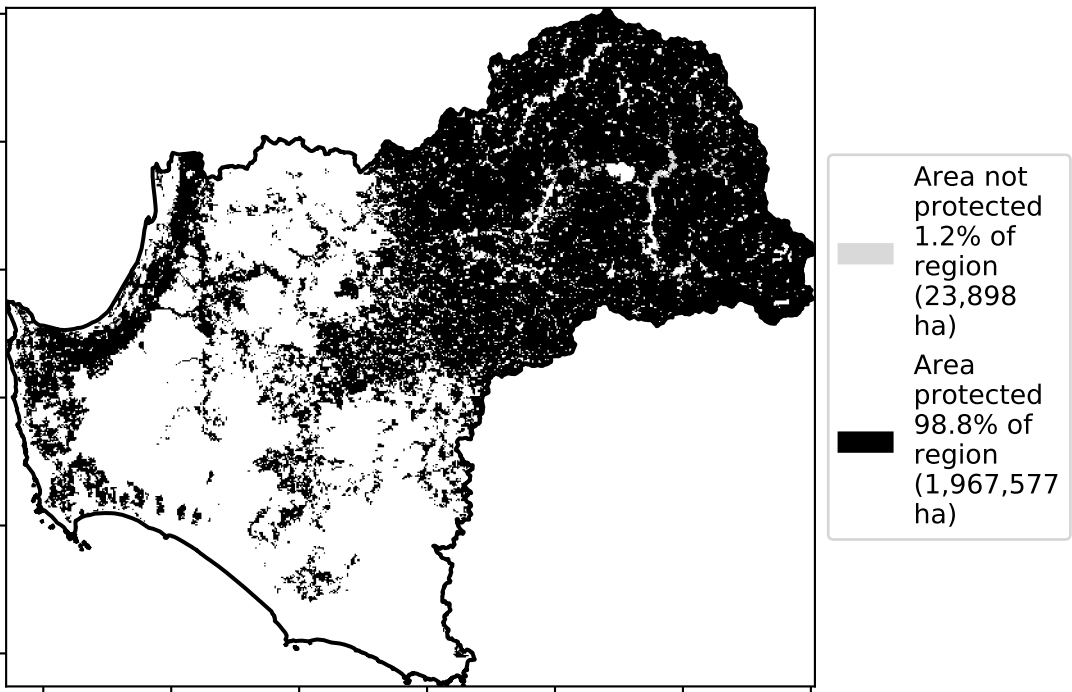 Area not
protected
1.2% of
region
(23,898
ha)
Area
protected
98.8% of
region
(1,967,577
ha)